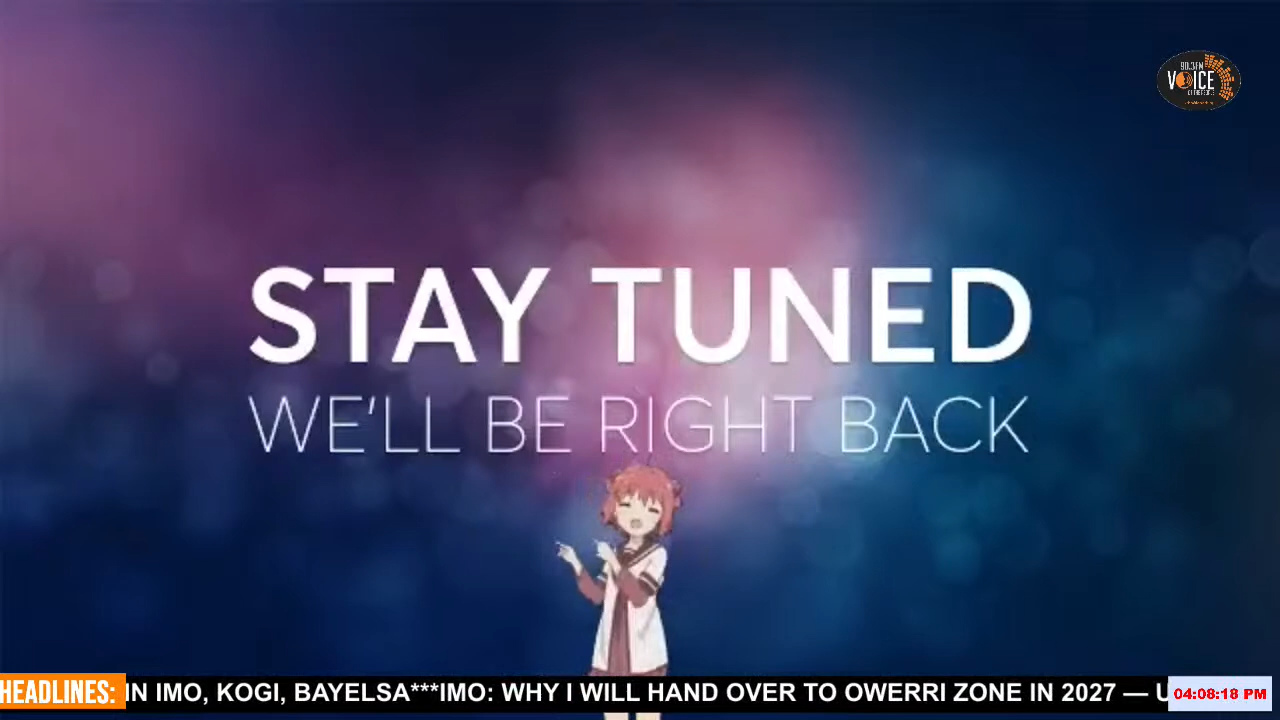 VOICE
STAY TUNED
WE'LL BE RIGHT BACK
HEADLINES: IN IMO, KOGI, BAYELSA***IMO: WHY I WILL HAND OVER TO OWERRI ZONE IN 2027 — U
04:08:18 PM